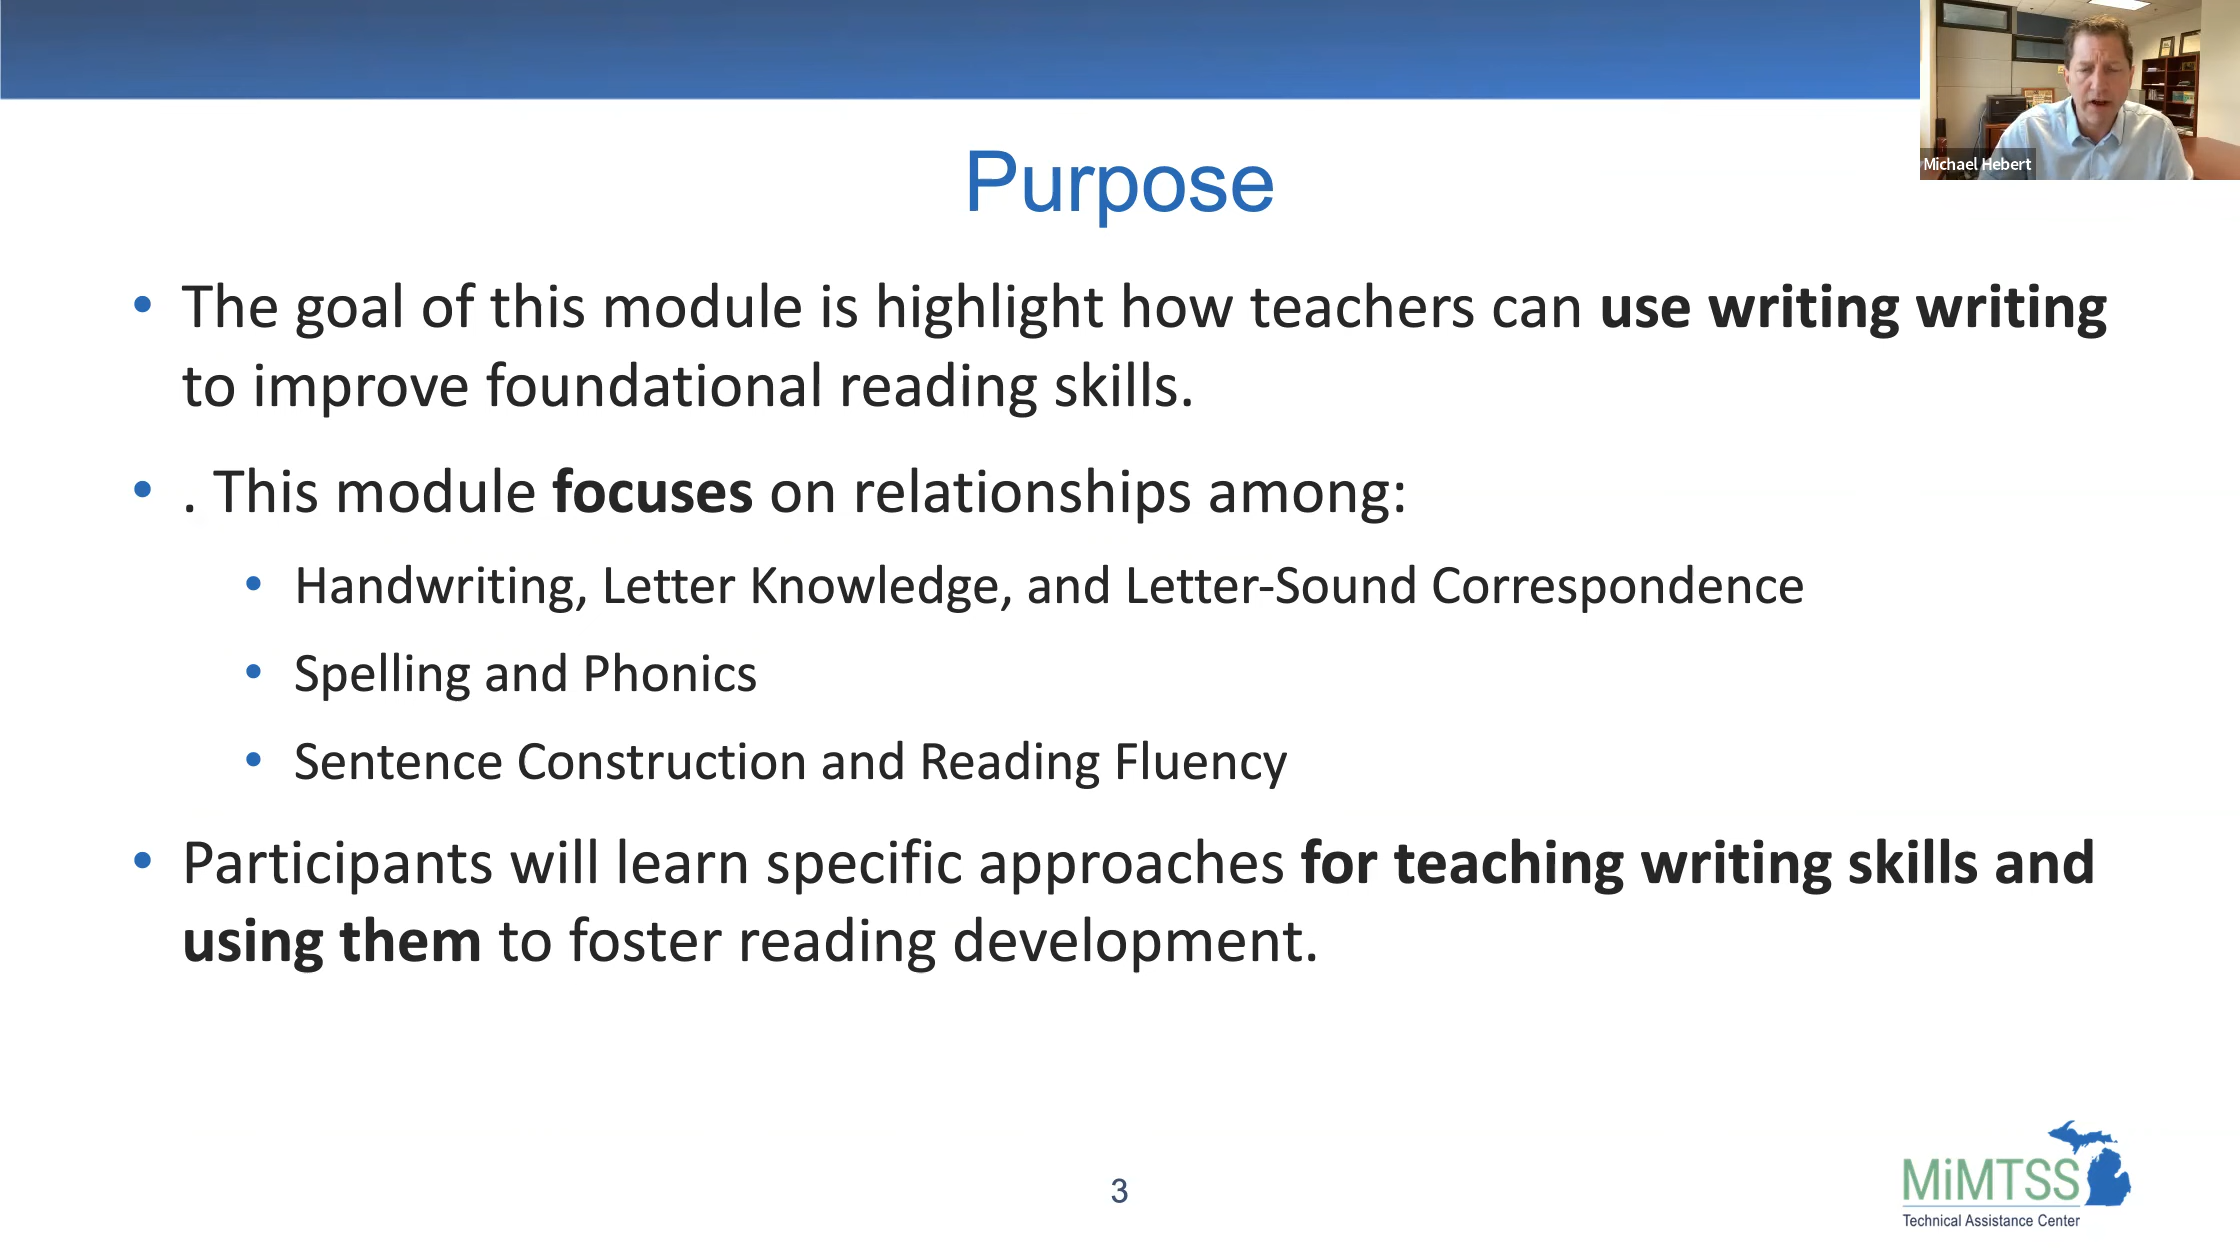 Michael Hebert
Purpose
• The goal of this module is highlight how teachers can use writing writing
to improve foundational reading skills.
• . This module focuses on relationships among:
• Handwriting, Letter Knowledge, and Letter-Sound Correspondence
• Spelling and Phonics
• Sentence Construction and Reading Fluency
• Participants will learn specific approaches for teaching writing skills and
using them to foster reading development.
3
MiMTSS
Technical Assistance Center